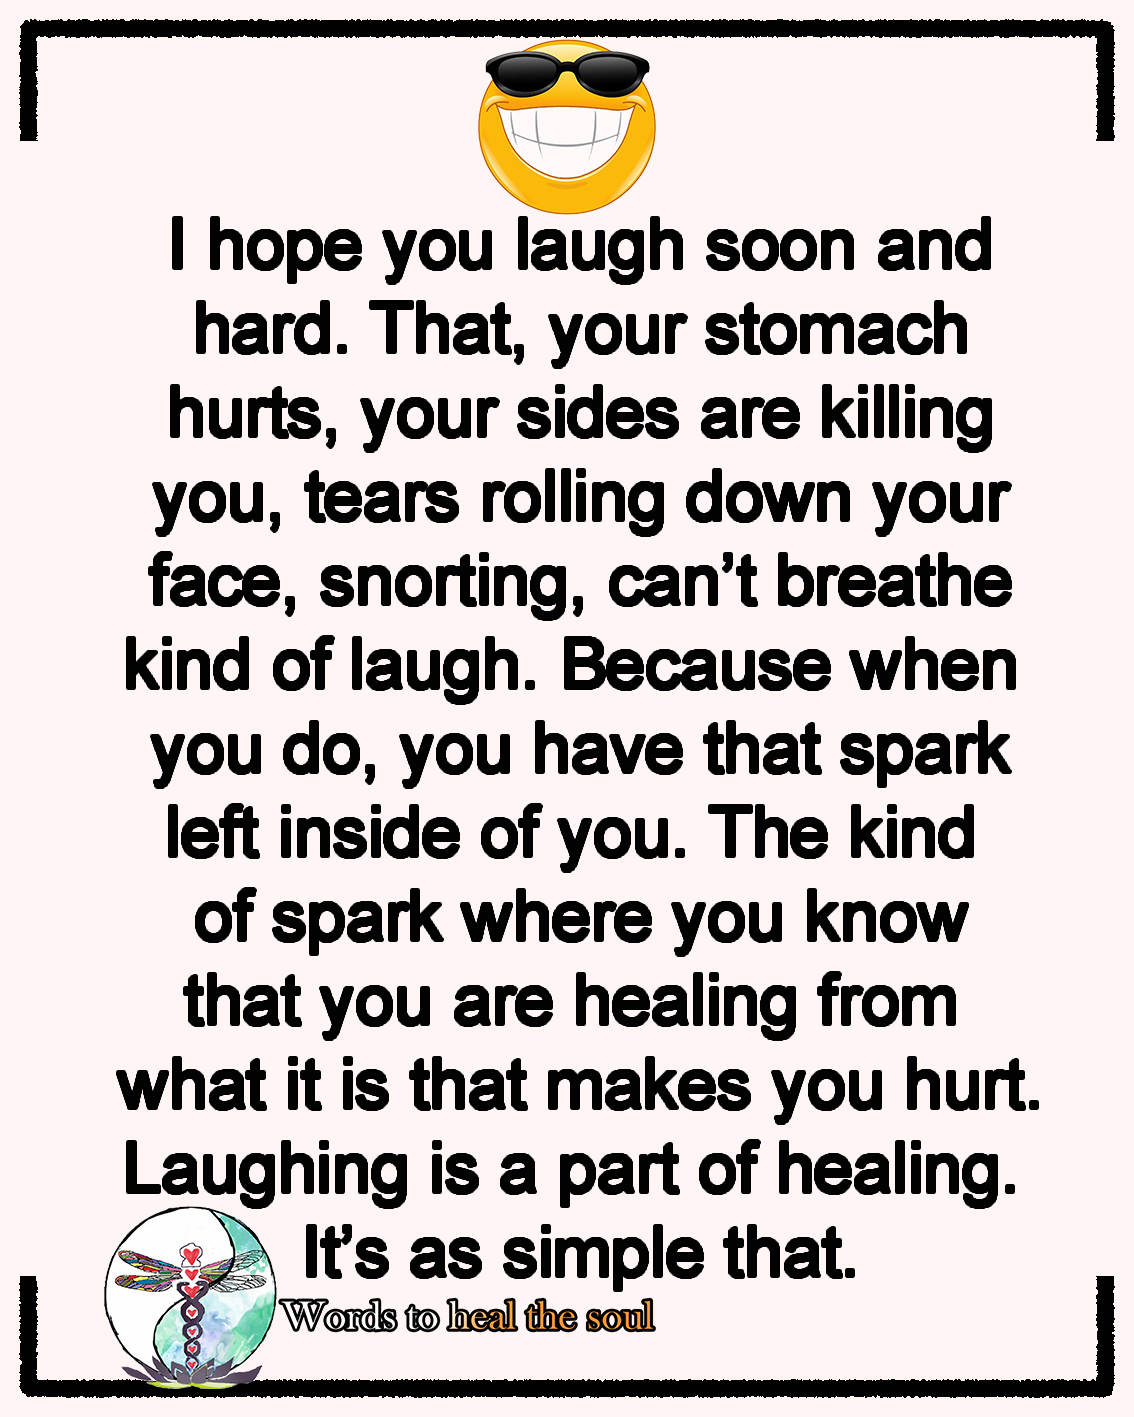 I hope you laugh soon and
hard. That, your stomach
hurts, your sides are killing
you, tears rolling down your
face, snorting, can’t breathe
kind of laugh. Because when
you do, you have that spark
left inside of you. The kind
of spark where you know
that you are healing from
what it is that makes you hurt.
Laughing is a part of healing.
It’s as simple that.
Words to heal the soul